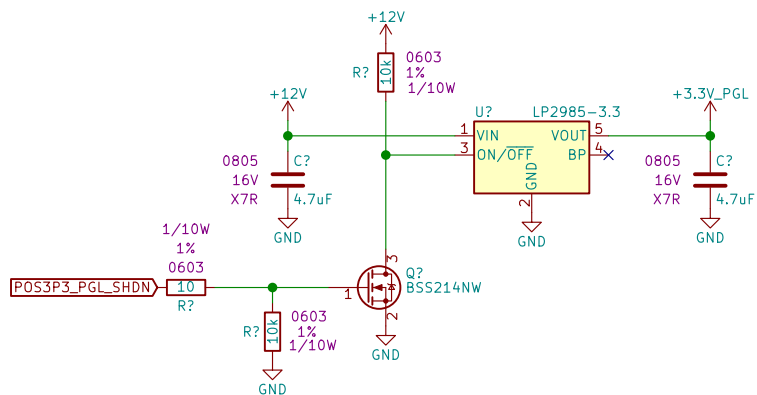 +12V
R?
10k
0603
1%
1/10W
+12V
0805
16V
X7R
C?
4.7uF
GND
U?
LP2985-3.3
1
VIN
3
ON/OFF
GND
2
VOUT
5
BP
4
GND
+3.3V_PGL
0805
16V
X7R
C?
4.7uF
GND
1/10W
1%
0603
POS3P3_PGL_SHDN
10
R?
R?
10k
0603
1%
1/10W
GND
1
3
2
Q?
BSS214NW
GND